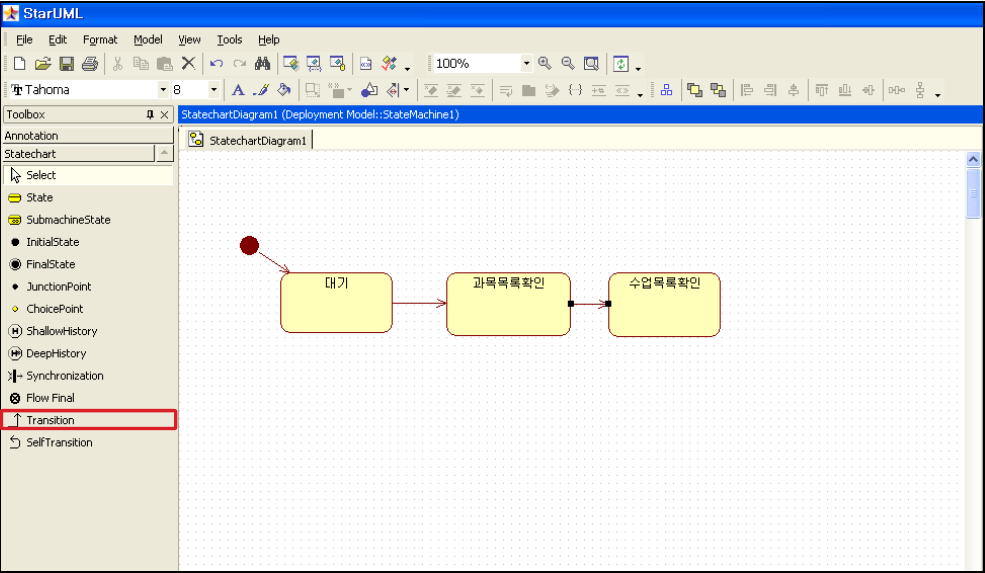 StarUML
File Edit Format Model View Tools Help
100%
Tahoma 8
Toolbox
StatechartDiagram1 (Deployment Model::StateMachine1)
Annotation
StatechartDiagram1
Statechart
Select
State
SubmachineState
InitialState
FinalState
JunctionPoint
ChoicePoint
ShallowHistory
DeepHistory
Synchronization
Flow Final
Transition
SelfTransition
대기
과목목록확인
수업목록확인